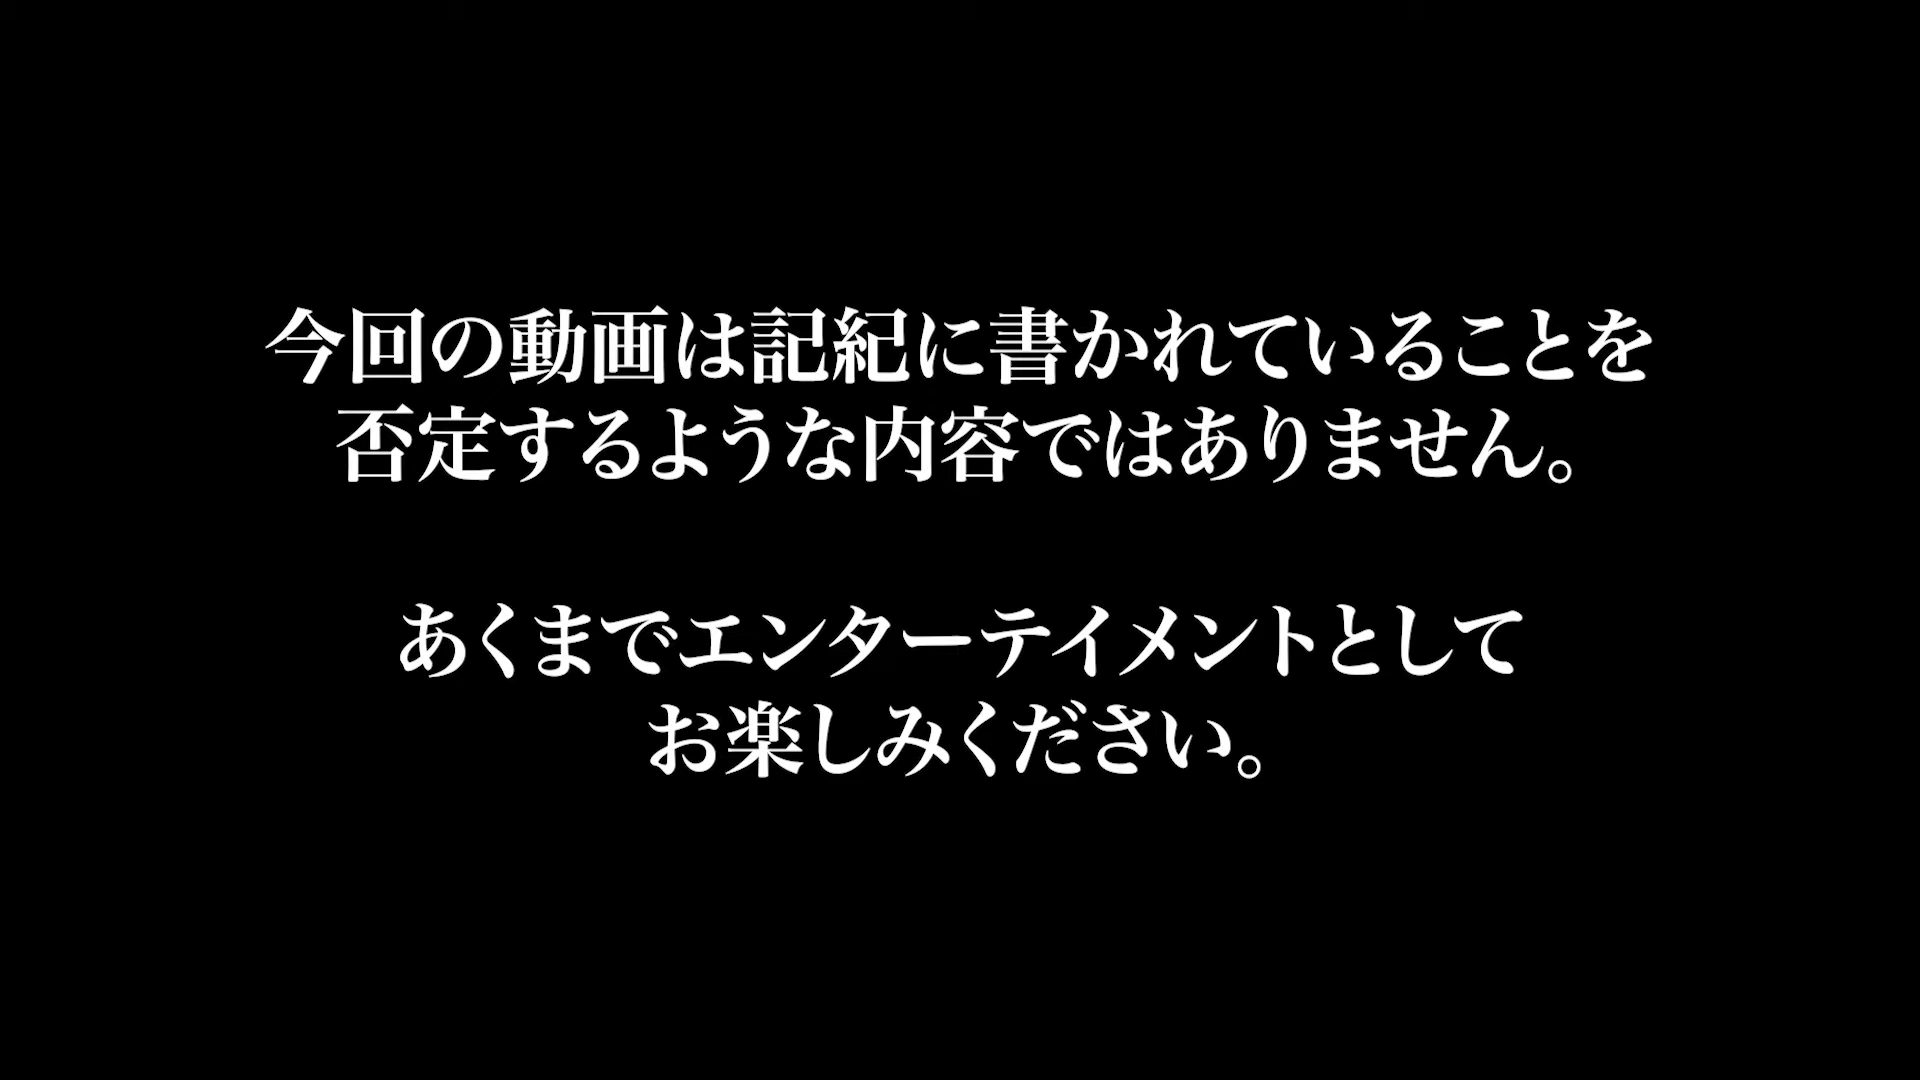 今回の動画は記紀に書かれていることを
否定するような内容ではありません。
あくまでエンターテイメントとして
お楽しみください。